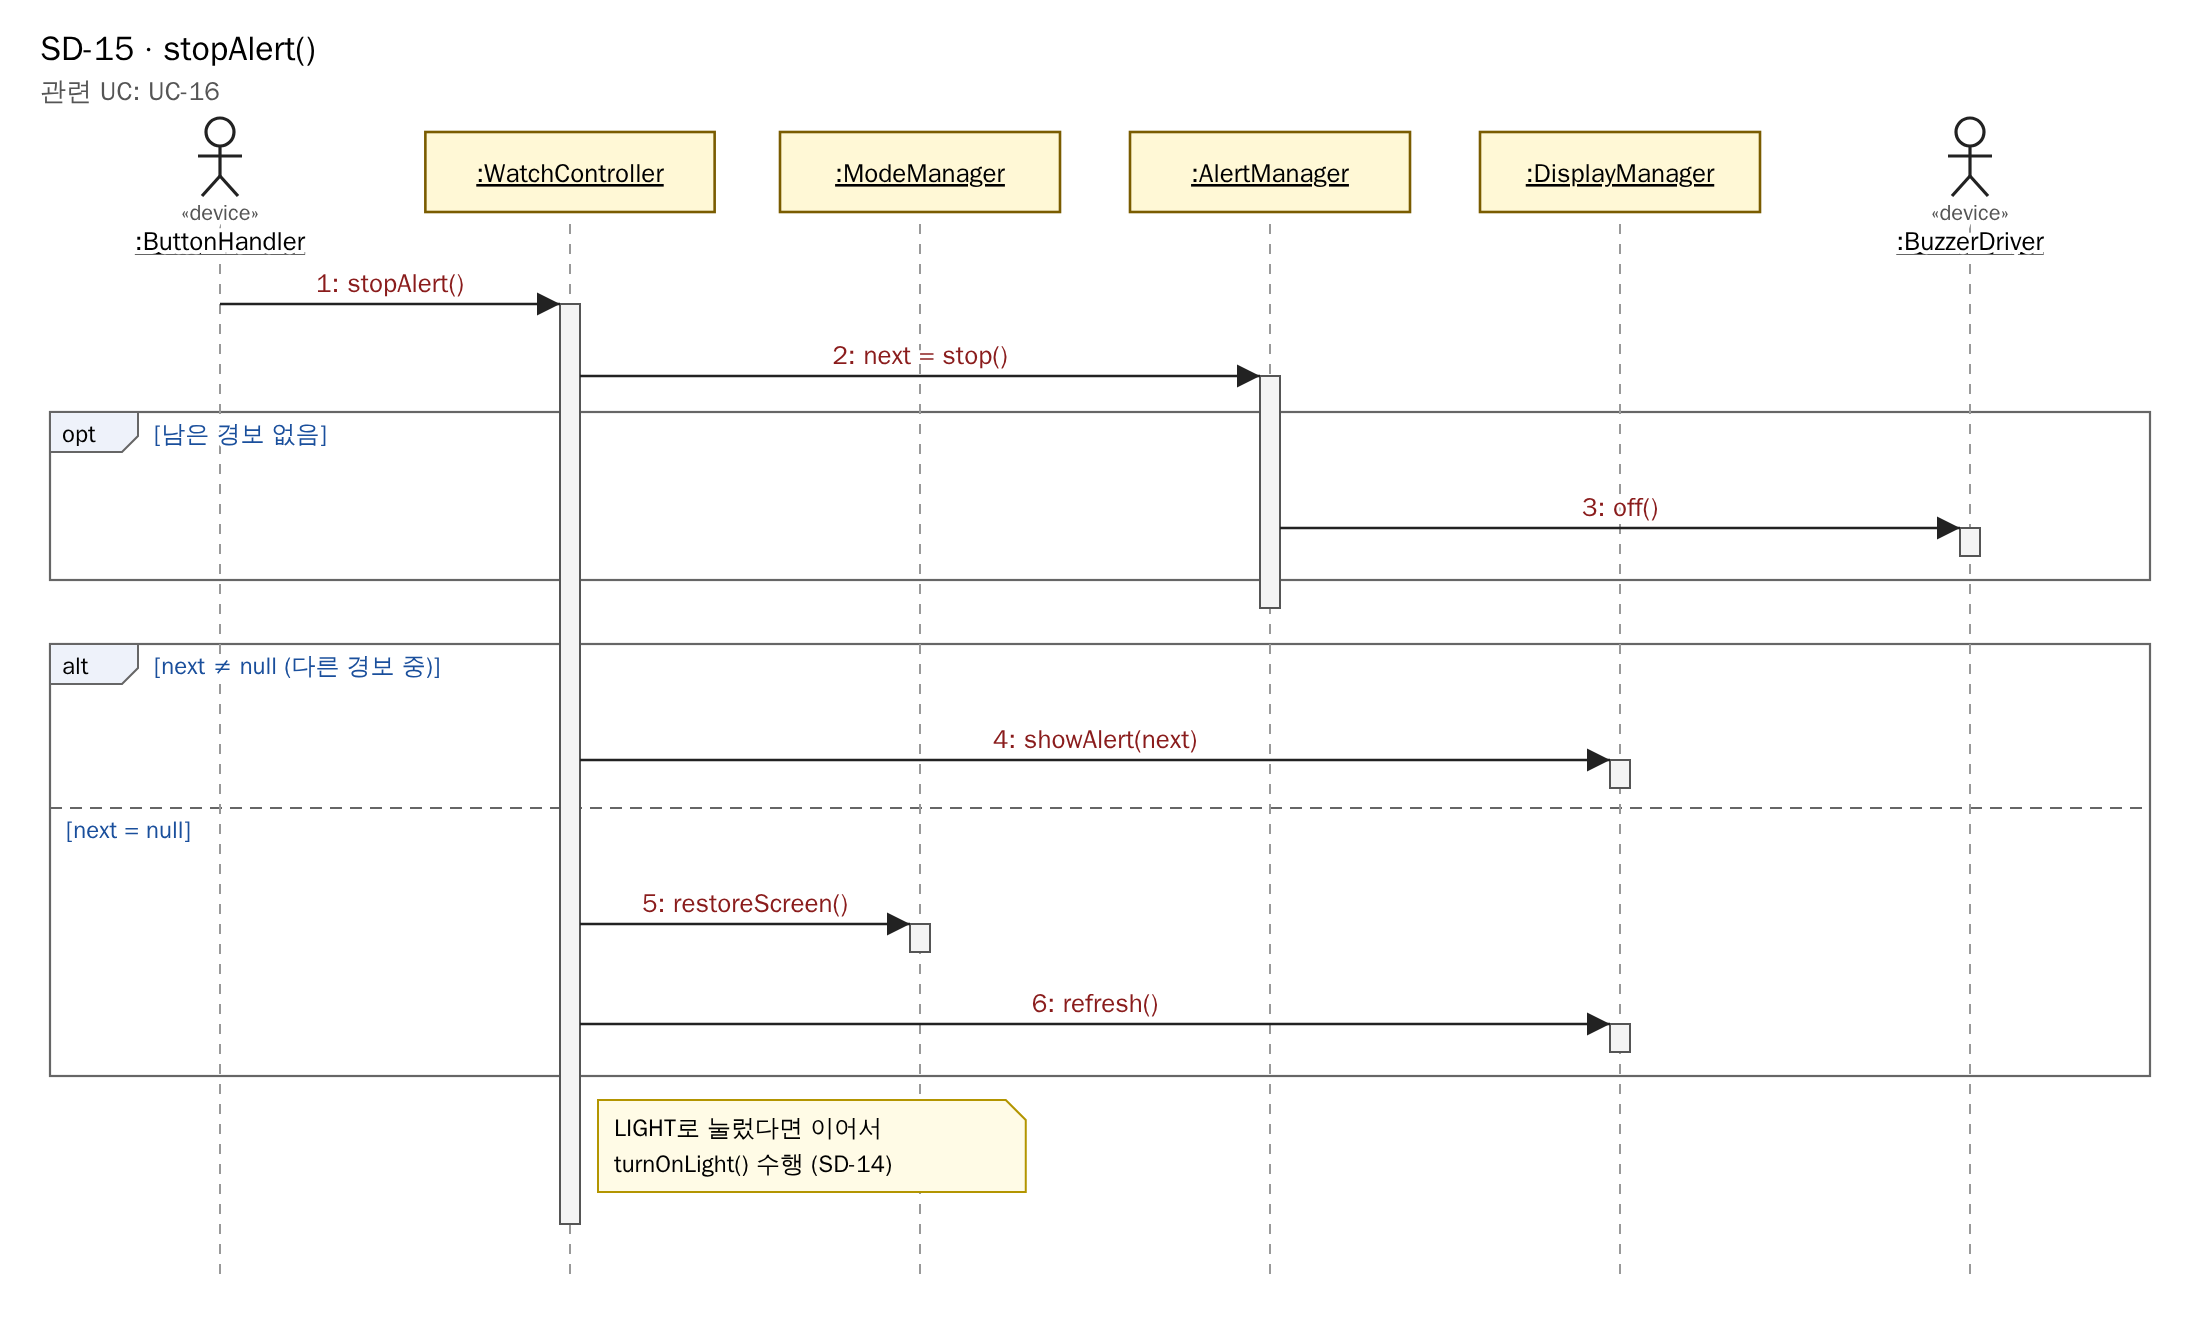 SD-15 · stopAlert()
관련 UC: UC-16
«device»
:ButtonHandler
:WatchController
:ModeManager
:AlertManager
:DisplayManager
«device»
:BuzzerDriver
1: stopAlert()
2: next = stop()
opt
[남은 경보 없음]
3: off()
alt
[next ≠ null (다른 경보 중)]
4: showAlert(next)
[next = null]
5: restoreScreen()
6: refresh()
LIGHT로 눌렀다면 이어서
turnOnLight() 수행 (SD-14)